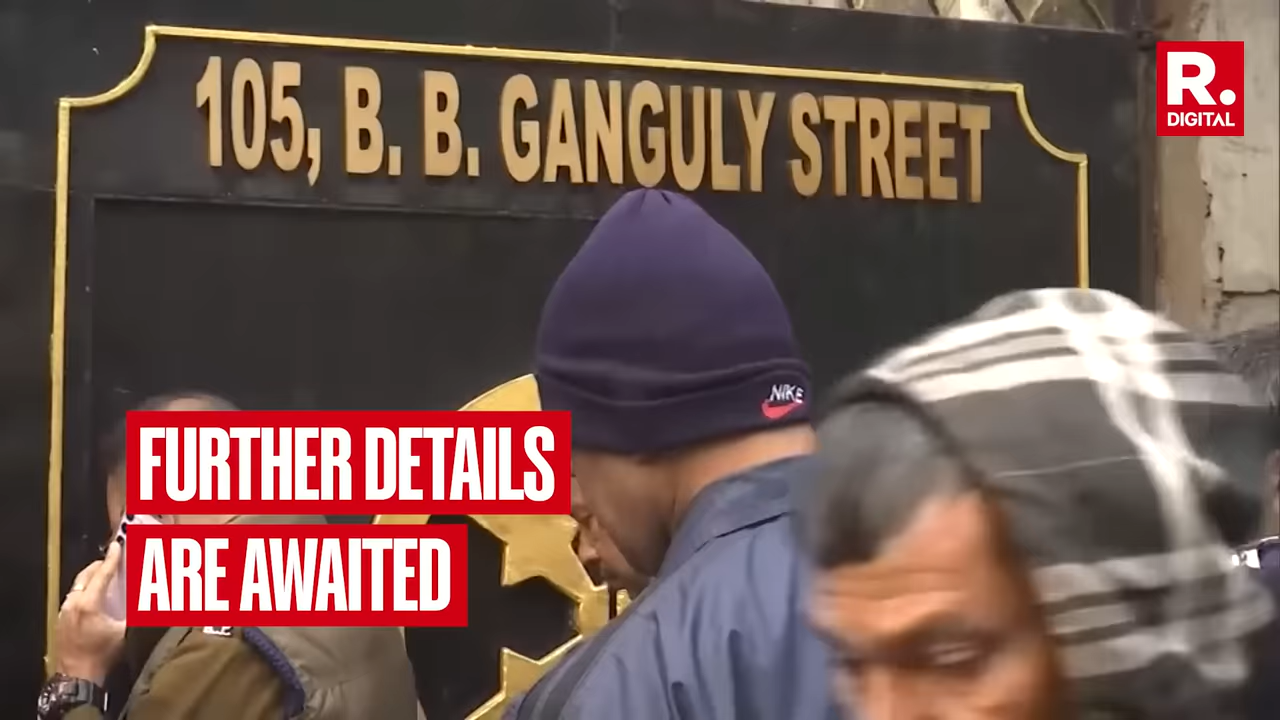 105, B. B. GANGULY STREET
R.
DIGITAL
NIKE
FURTHER DETAILS
ARE AWAITED